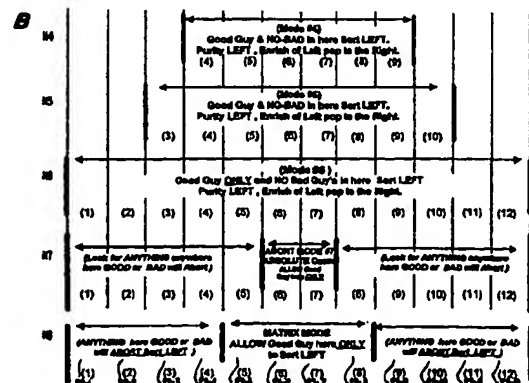 B
(Mode #4)
Good Guy & NO-BAD in here Sort LEFT.
Purity LEFT, Enrich of Left pop to the Right.
(4) (5) (6) (7) (8) (9)
#5
(Mode #5)
Good Guy & NO-BAD in here Sort LEFT.
Purity LEFT, Enrich of Left pop to the Right.
(3) (4) (5) (6) (7) (8) (9) (10)
(Mode #6)
Good Guy ONLY and NO Bad Guy's in here Sort LEFT
Purity LEFT, Enrich of Left pop to the Right.
(1) (2) (3) (4) (5) (6) (7) (8) (9) (10) (11) (12)
#7
(Look for ANYTHING anywhere
here GOOD or BAD will Abort)
ABORT MODE #7
ABSOLUTE
ALLOW Good
ONLY
(Look for ANYTHING anywhere
here GOOD or BAD will Abort)
(1) (2) (3) (4) (5) (6) (7) (8) (9) (10) (11) (12)
#8
(ANYTHING here GOOD or BAD
will ABORT Sort LEFT)
MATRIX MODE
ALLOW Good Guy here ONLY
to Sort LEFT
(ANYTHING here GOOD or BAD
will ABORT Sort LEFT)
(1) (2) (3) (4) (5) (6) (7) (8) (9) (10) (11) (12)